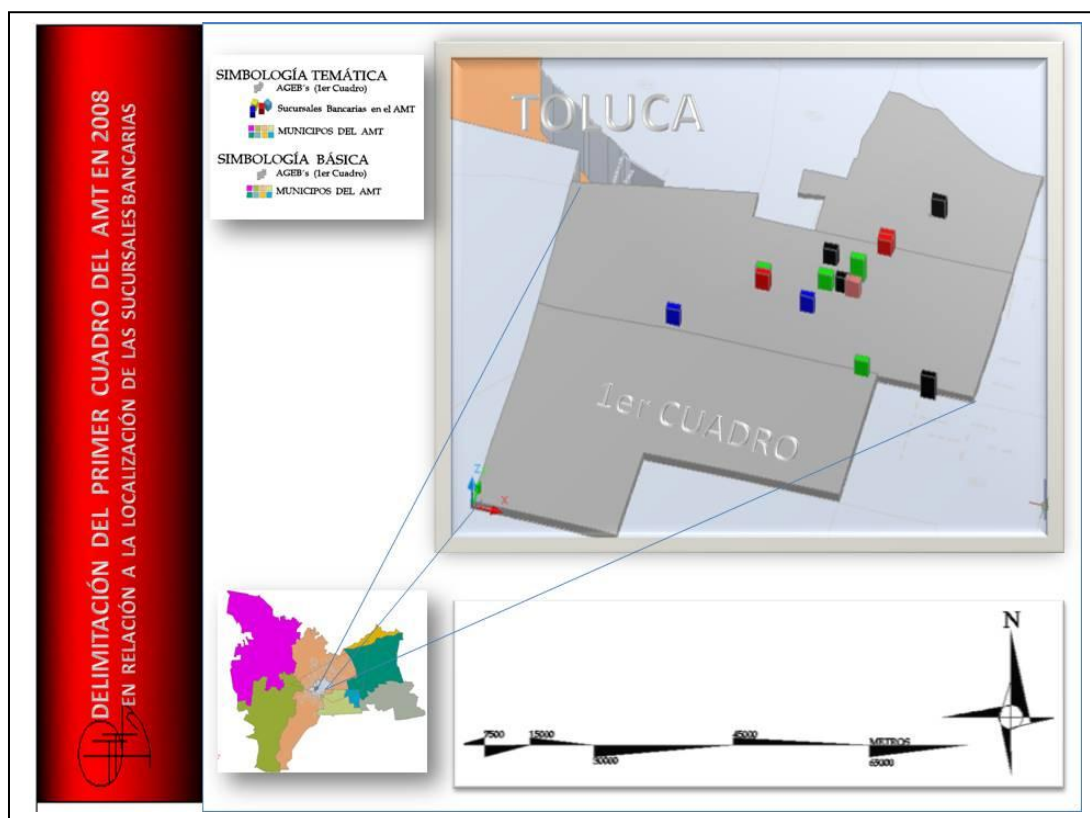 DELIMITACIÓN DEL PRIMER CUADRO DEL AMT EN 2008
EN RELACIÓN A LA LOCALIZACIÓN DE LAS SUCURSALES BANCARIAS
SIMBOLOGÍA TEMÁTICA
AGEB´s (1er Cuadro)
Sucursales Bancarias en el AMT
MUNICIPOS DEL AMT
SIMBOLOGÍA BÁSICA
AGEB´s (1er Cuadro)
MUNICIPOS DEL AMT
TOLUCA
1er CUADRO
Z
X
N
7500 15000 45000 METROS
30000 65000